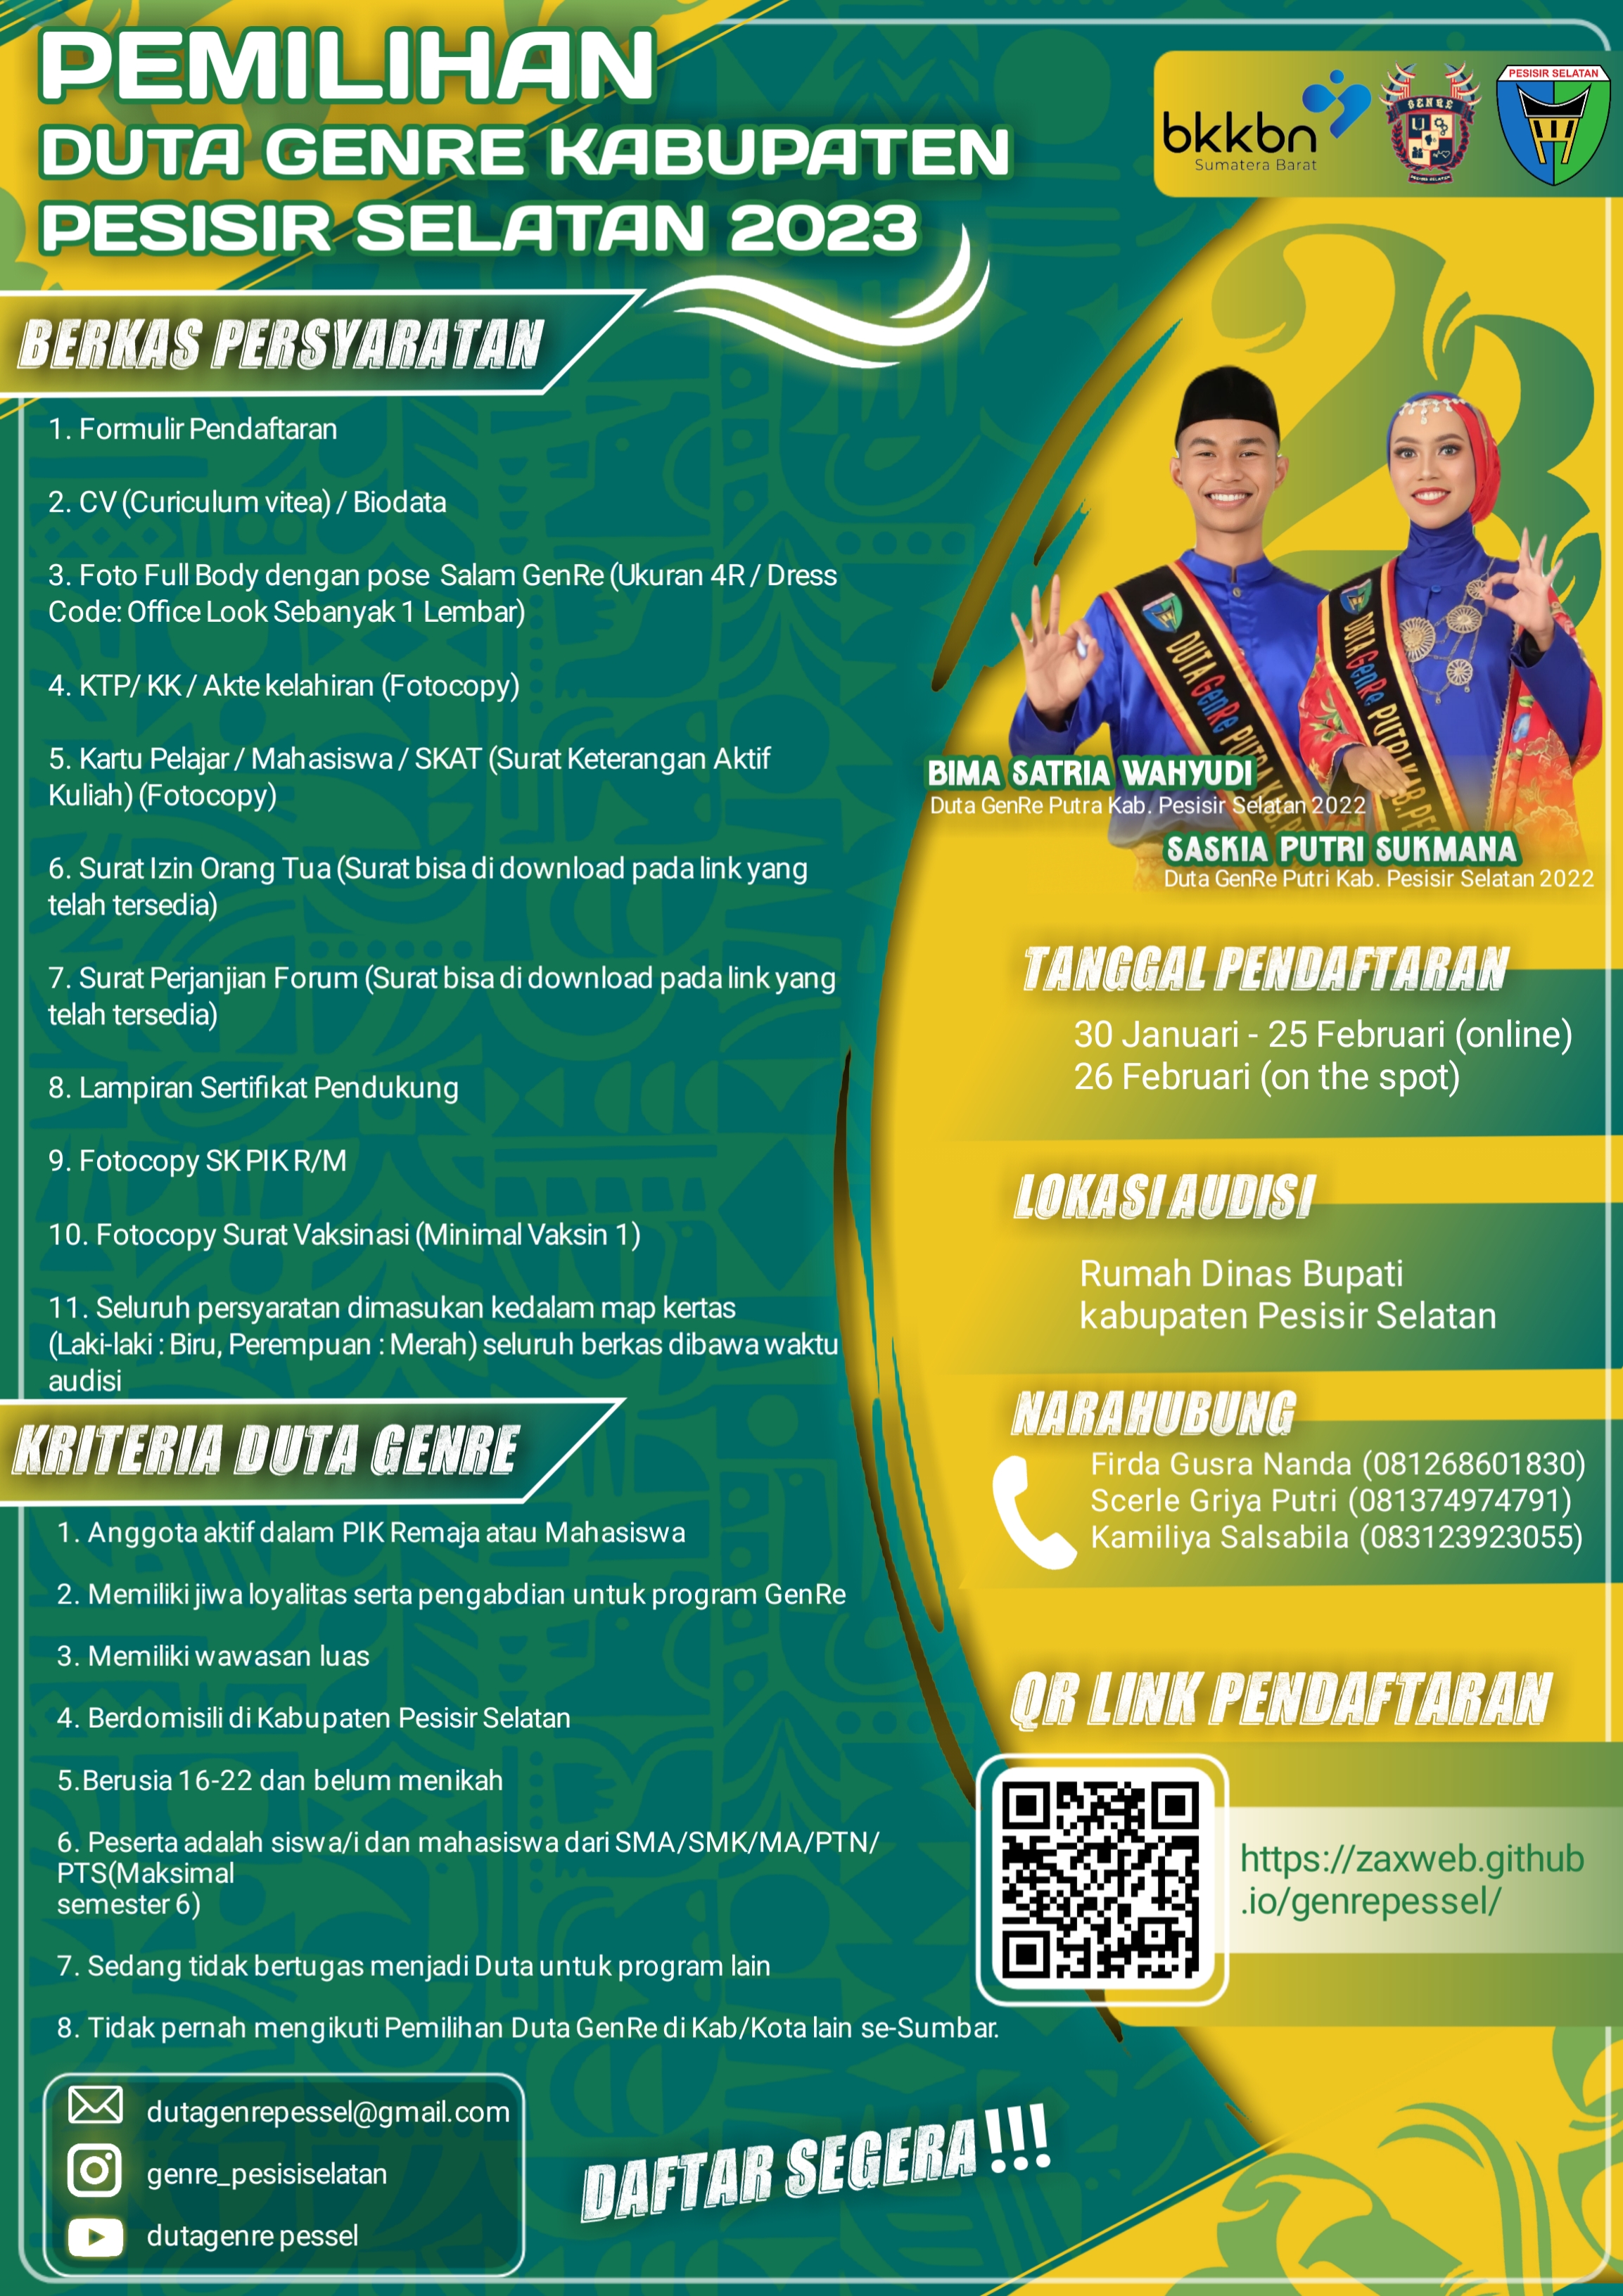 PEMILIHAN
DUTA GENRE KABUPATEN
PESISIR SELATAN 2023
bkkbn
Sumatera Barat
GENRE
PESISIR SELATAN
PESISIR SELATAN
BERKAS PERSYARATAN
1. Formulir Pendaftaran
2. CV (Curiculum vitea) / Biodata
3. Foto Full Body dengan pose Salam GenRe (Ukuran 4R / Dress
Code: Office Look Sebanyak 1 Lembar)
4. KTP/ KK / Akte kelahiran (Fotocopy)
5. Kartu Pelajar / Mahasiswa / SKAT (Surat Keterangan Aktif
Kuliah) (Fotocopy)
6. Surat Izin Orang Tua (Surat bisa di download pada link yang
telah tersedia)
7. Surat Perjanjian Forum (Surat bisa di download pada link yang
telah tersedia)
8. Lampiran Sertifikat Pendukung
9. Fotocopy SK PIK R/M
10. Fotocopy Surat Vaksinasi (Minimal Vaksin 1)
11. Seluruh persyaratan dimasukan kedalam map kertas
(Laki-laki : Biru, Perempuan : Merah) seluruh berkas dibawa waktu
audisi
KRITERIA DUTA GENRE
1. Anggota aktif dalam PIK Remaja atau Mahasiswa
2. Memiliki jiwa loyalitas serta pengabdian untuk program GenRe
3. Memiliki wawasan luas
4. Berdomisili di Kabupaten Pesisir Selatan
5.Berusia 16-22 dan belum menikah
6. Peserta adalah siswa/i dan mahasiswa dari SMA/SMK/MA/PTN/
PTS(Maksimal
semester 6)
7. Sedang tidak bertugas menjadi Duta untuk program lain
8. Tidak pernah mengikuti Pemilihan Duta GenRe di Kab/Kota lain se-Sumbar.
dutagenrepessel@gmail.com
genre_pesisiselatan
dutagenre pessel
DAFTAR SEGERA !!!
23
DUTA GenRe PUTRA KAB.
DUTA GenRe PUTRI KAB. PES
BIMA SATRIA WAHYUDI
Duta GenRe Putra Kab. Pesisir Selatan 2022
SASKIA PUTRI SUKMANA
Duta GenRe Putri Kab. Pesisir Selatan 2022
TANGGAL PENDAFTARAN
30 Januari - 25 Februari (online)
26 Februari (on the spot)
LOKASI AUDISI
Rumah Dinas Bupati
kabupaten Pesisir Selatan
NARAHUBUNG
Firda Gusra Nanda (081268601830)
Scerle Griya Putri (081374974791)
Kamiliya Salsabila (083123923055)
QR LINK PENDAFTARAN
https://zaxweb.github
.io/genrepessel/